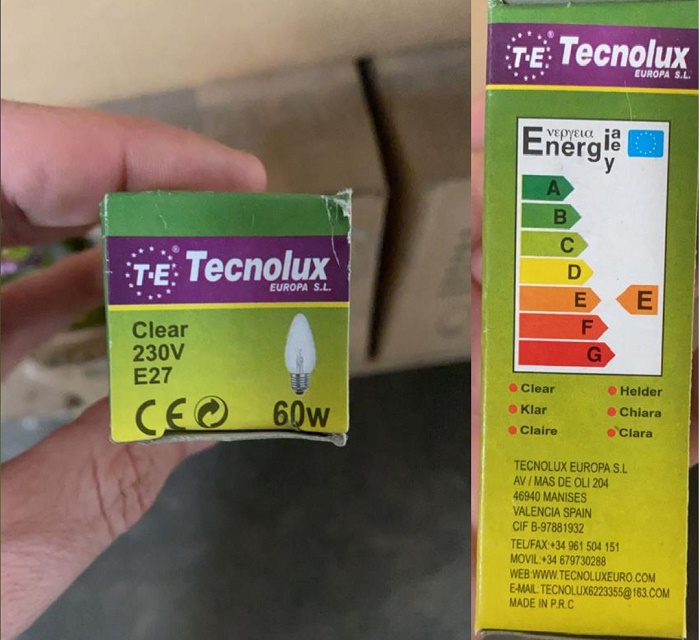 T·E® Tecnolux
EUROPA S.L.
Clear
230V
E27
CE
60w
T·E® Tecnolux
EUROPA S.L.
Energία
νεργεια
ia
ie
y
A
B
C
D
E
E
F
G
Clear
Klar
Claire
Helder
Chiara
Clara
TECNOLUX EUROPA S.L
AV / MAS DE OLI 204
46940 MANISES
VALENCIA SPAIN
CIF B-97881932
TEL/FAX:+34 961 504 151
MOVIL:+34 679730288
WEB:WWW.TECNOLUXEURO.COM
E-MAIL: TECNOLUX6223355@163.COM
MADE IN P.R.C